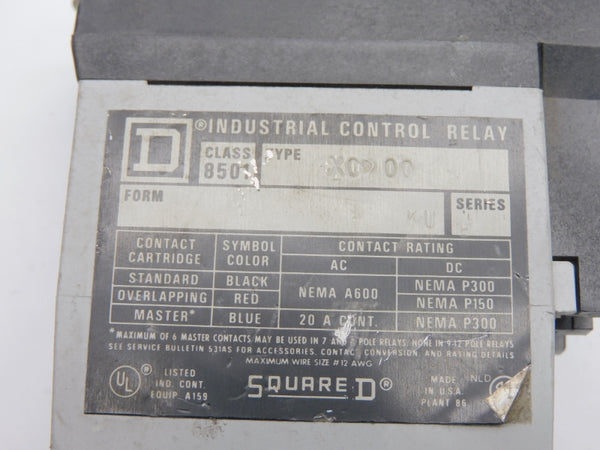 D ® INDUSTRIAL CONTROL RELAY
CLASS TYPE
850
FORM SERIES
CONTACT CARTRIDGE SYMBOL COLOR CONTACT RATING
AC DC
STANDARD BLACK NEMA A600 NEMA P300
OVERLAPPING RED NEMA P150
MASTER* BLUE 20 A CONT. NEMA P300
*MAXIMUM OF 6 MASTER CONTACTS MAY BE USED IN 7 AND POLE RELAYS, NONE IN 9-12 POLE RELAYS
SEE SERVICE BULLETIN 531AS FOR ACCESSORIES, CONTACT CONVERSION, AND RATING DETAILS
MAXIMUM WIRE SIZE #12 AWG
UL ® LISTED IND. CONT. EQUIP. A159
SQUARE D ®
MADE IN U.S.A. PLANT 86 NLD